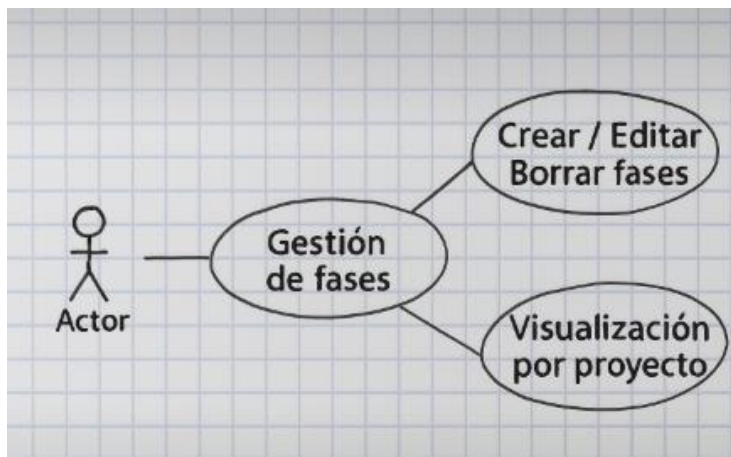 Crear / Editar
Borrar fases
Gestión
de fases
Actor
Visualización
por proyecto